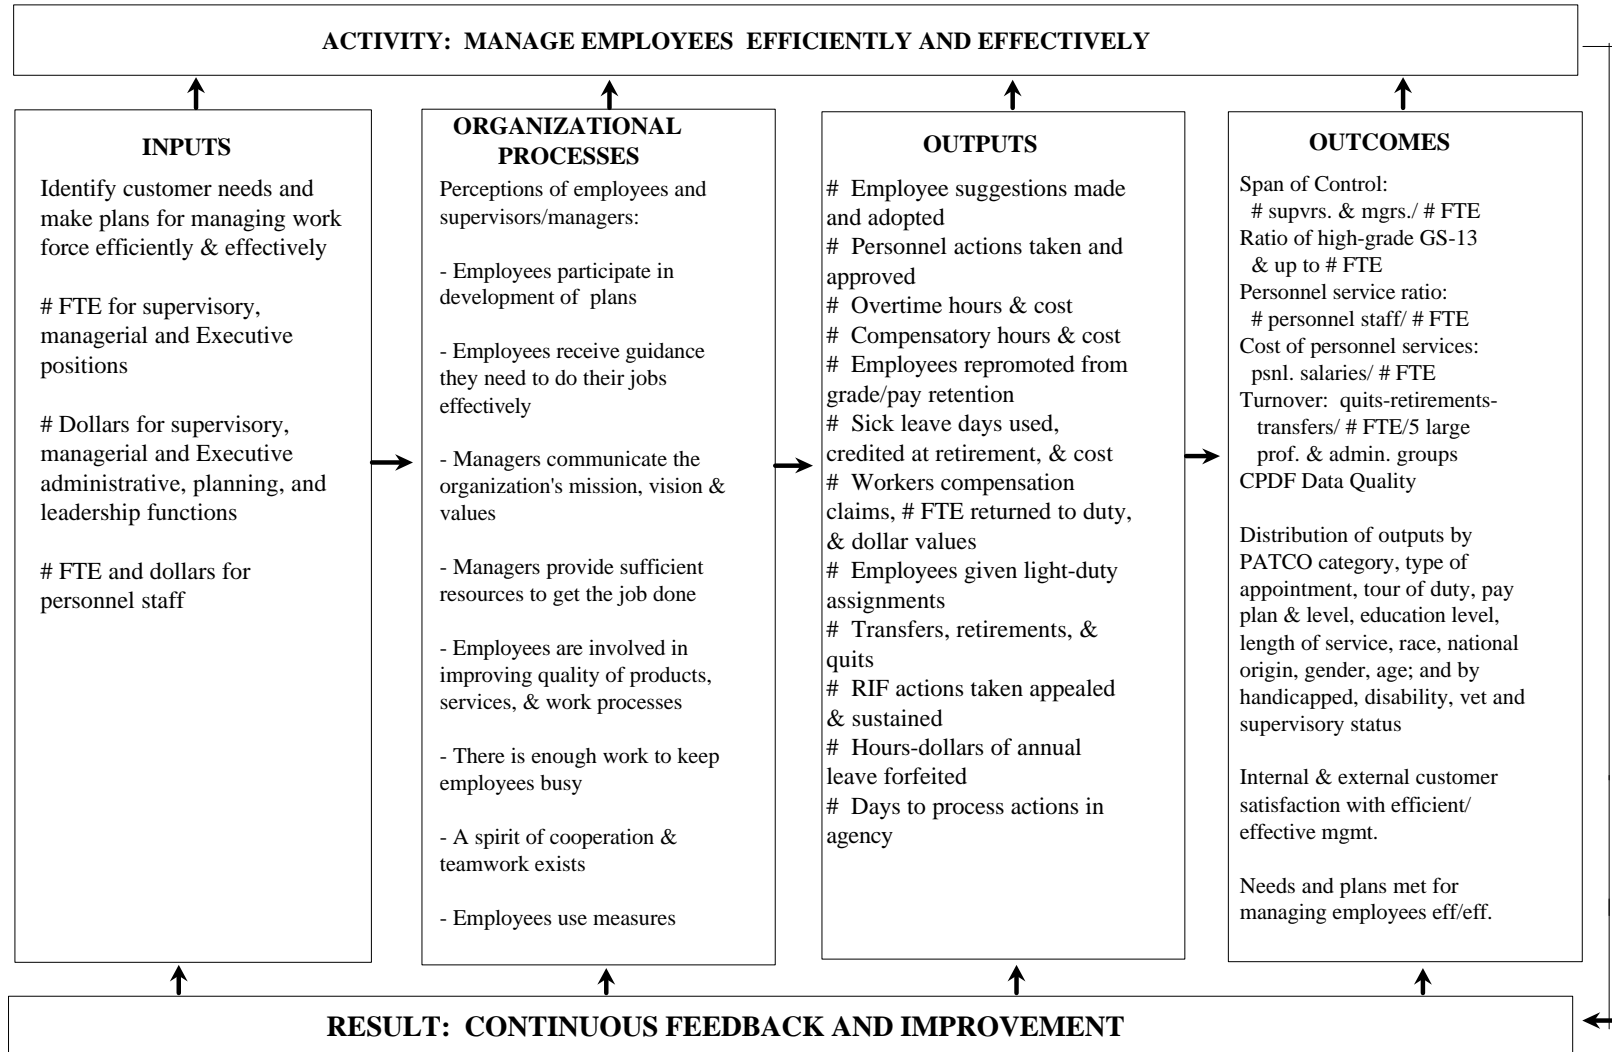 ACTIVITY: MANAGE EMPLOYEES EFFICIENTLY AND EFFECTIVELY
INPUTS
Identify customer needs and
make plans for managing work
force efficiently & effectively
# FTE for supervisory,
managerial and Executive
positions
# Dollars for supervisory,
managerial and Executive
administrative, planning, and
leadership functions
# FTE and dollars for
personnel staff
ORGANIZATIONAL
PROCESSES
Perceptions of employees and
supervisors/managers:
- Employees participate in
development of plans
- Employees receive guidance
they need to do their jobs
effectively
- Managers communicate the
organization's mission, vision &
values
- Managers provide sufficient
resources to get the job done
- Employees are involved in
improving quality of products,
services, & work processes
- There is enough work to keep
employees busy
- A spirit of cooperation &
teamwork exists
- Employees use measures
OUTPUTS
# Employee suggestions made
and adopted
# Personnel actions taken and
approved
# Overtime hours & cost
# Compensatory hours & cost
# Employees repromoted from
grade/pay retention
# Sick leave days used,
credited at retirement, & cost
# Workers compensation
claims, # FTE returned to duty,
& dollar values
# Employees given light-duty
assignments
# Transfers, retirements, &
quits
# RIF actions taken appealed
& sustained
# Hours-dollars of annual
leave forfeited
# Days to process actions in
agency
OUTCOMES
Span of Control:
# supvrs. & mgrs./ # FTE
Ratio of high-grade GS-13
& up to # FTE
Personnel service ratio:
# personnel staff/ # FTE
Cost of personnel services:
psnl. salaries/ # FTE
Turnover: quits-retirements-
transfers/ # FTE/5 large
prof. & admin. groups
CPDF Data Quality
Distribution of outputs by
PATCO category, type of
appointment, tour of duty, pay
plan & level, education level,
length of service, race, national
origin, gender, age; and by
handicapped, disability, vet and
supervisory status
Internal & external customer
satisfaction with efficient/
effective mgmt.
Needs and plans met for
managing employees eff/eff.
RESULT: CONTINUOUS FEEDBACK AND IMPROVEMENT